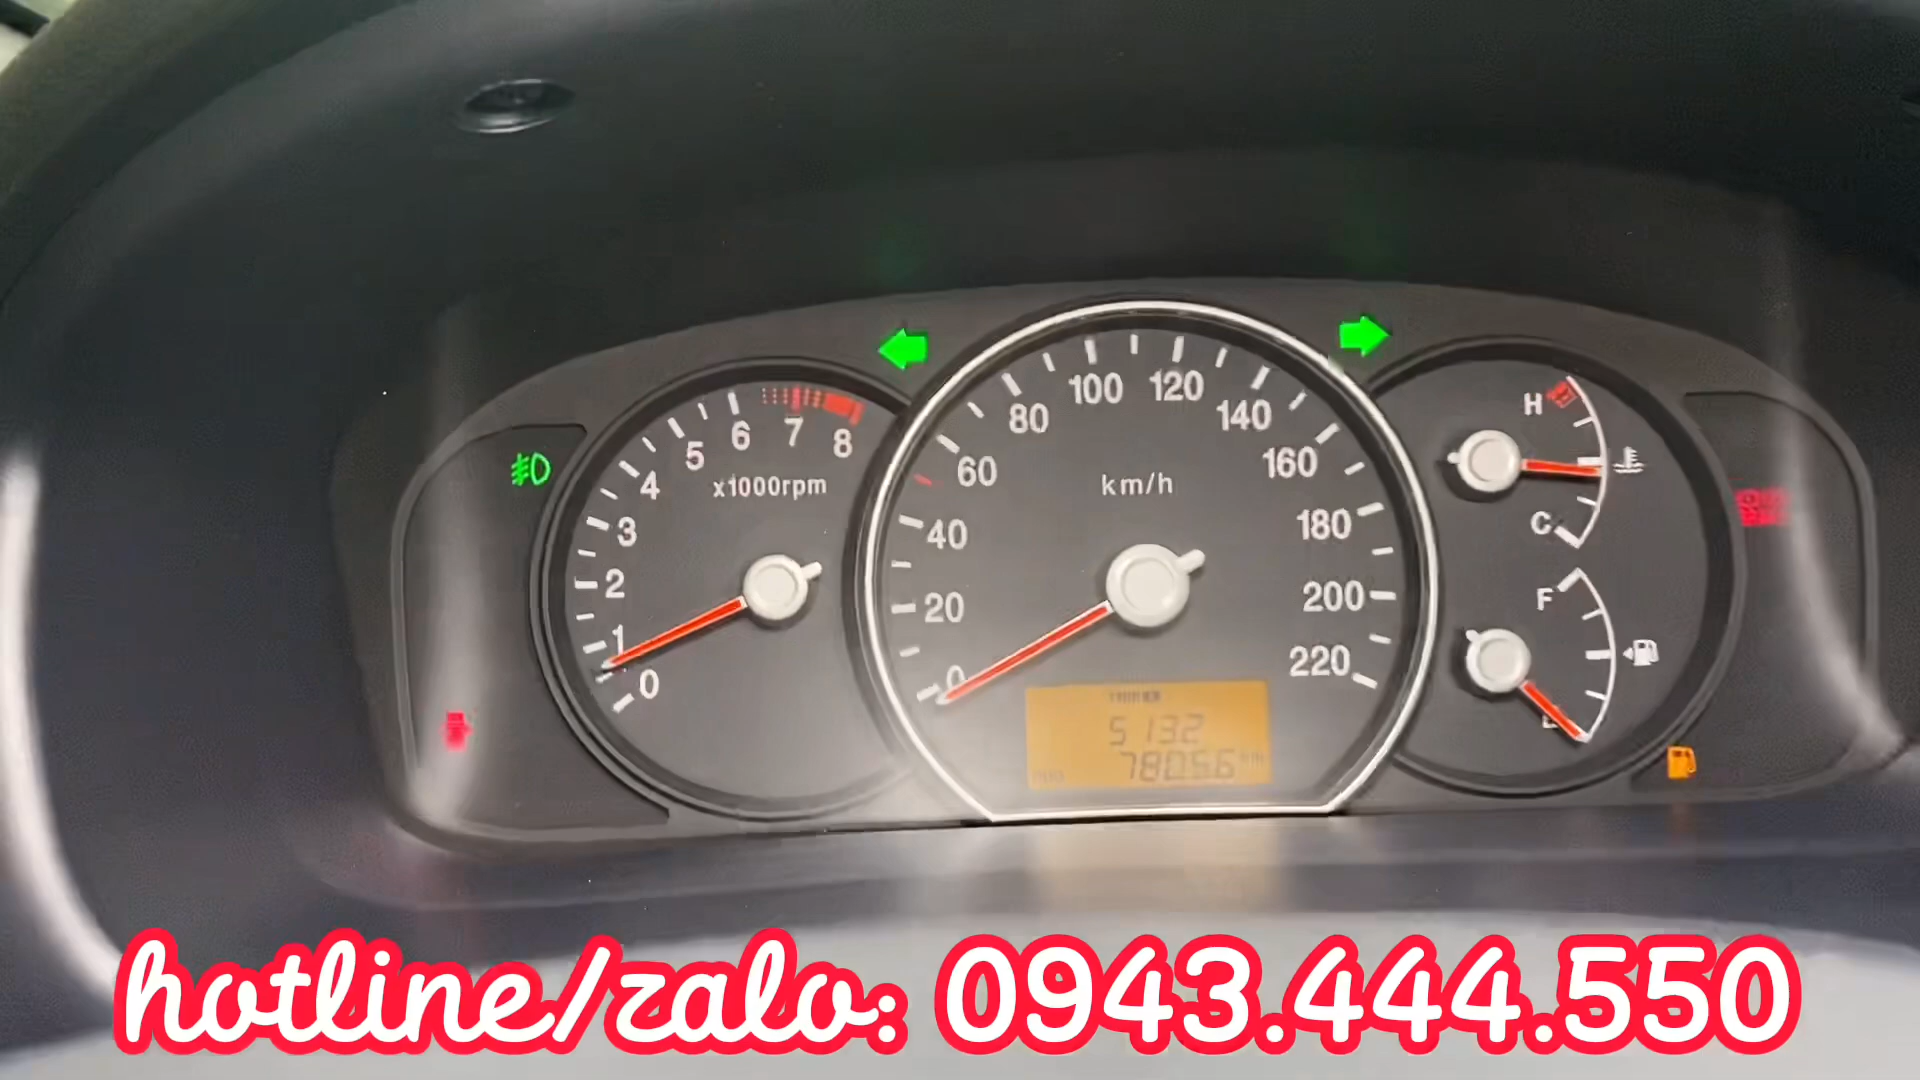 80 100 120 140
60 km/h 160
40 180
20 200
0 220
5 6 7 8
4 x1000rpm
3
2
1
0
H
C
F
5132
78056 km
hotline/zalo: 0943.444.550